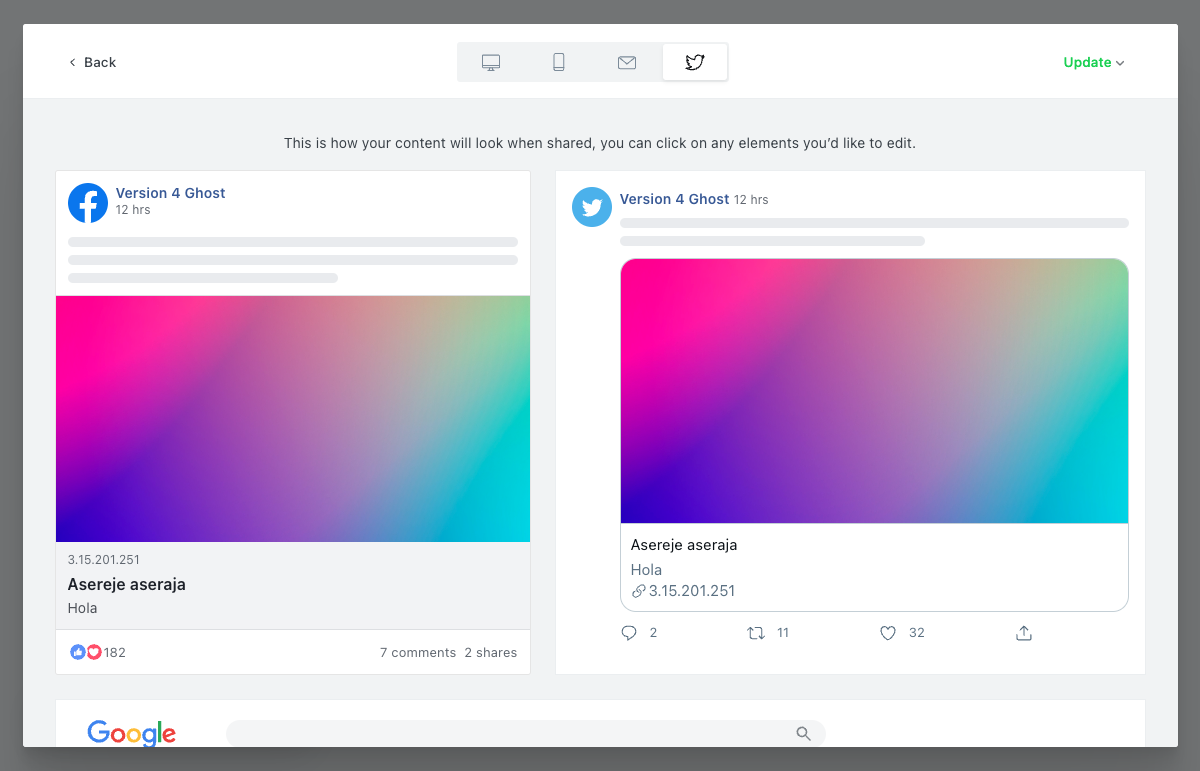 Back
Update
This is how your content will look when shared, you can click on any elements you’d like to edit.
Version 4 Ghost
12 hrs
3.15.201.251
Asereje aseraja
Hola
182
7 comments 2 shares
Version 4 Ghost 12 hrs
Asereje aseraja
Hola
3.15.201.251
2
11
32
Google